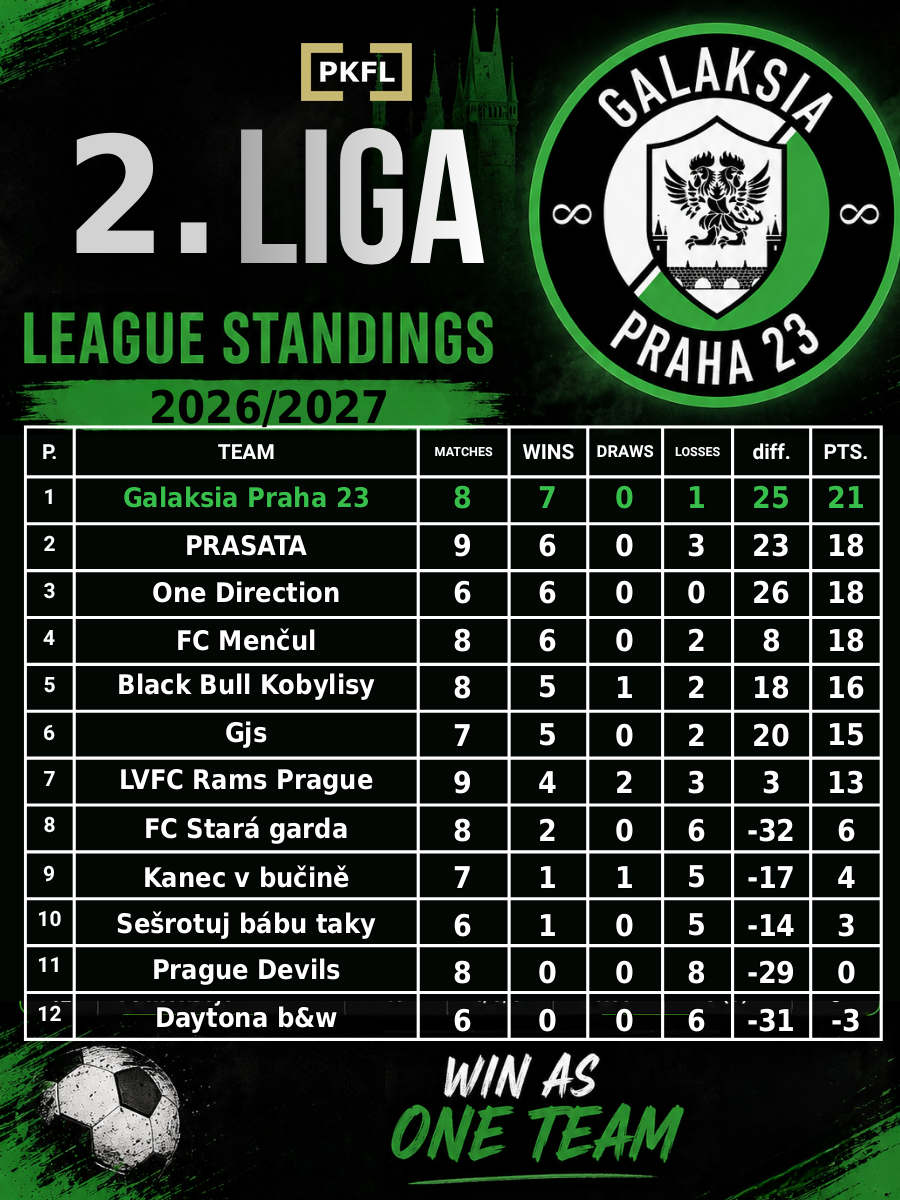 PKFL
2. LIGA
GALAKSIA
∞ ∞
PRAHA 23
LEAGUE STANDINGS
2026/2027
P. TEAM MATCHES WINS DRAWS LOSSES diff. PTS.
1 Galaksia Praha 23 8 7 0 1 25 21
2 PRASATA 9 6 0 3 23 18
3 One Direction 6 6 0 0 26 18
4 FC Menčul 8 6 0 2 8 18
5 Black Bull Kobylisy 8 5 1 2 18 16
6 Gjs 7 5 0 2 20 15
7 LVFC Rams Prague 9 4 2 3 3 13
8 FC Stará garda 8 2 0 6 -32 6
9 Kanec v bučině 7 1 1 5 -17 4
10 Sešrotuj bábu taky 6 1 0 5 -14 3
11 Prague Devils 8 0 0 8 -29 0
12 Daytona b&w 6 0 0 6 -31 -3
WIN AS
ONE TEAM